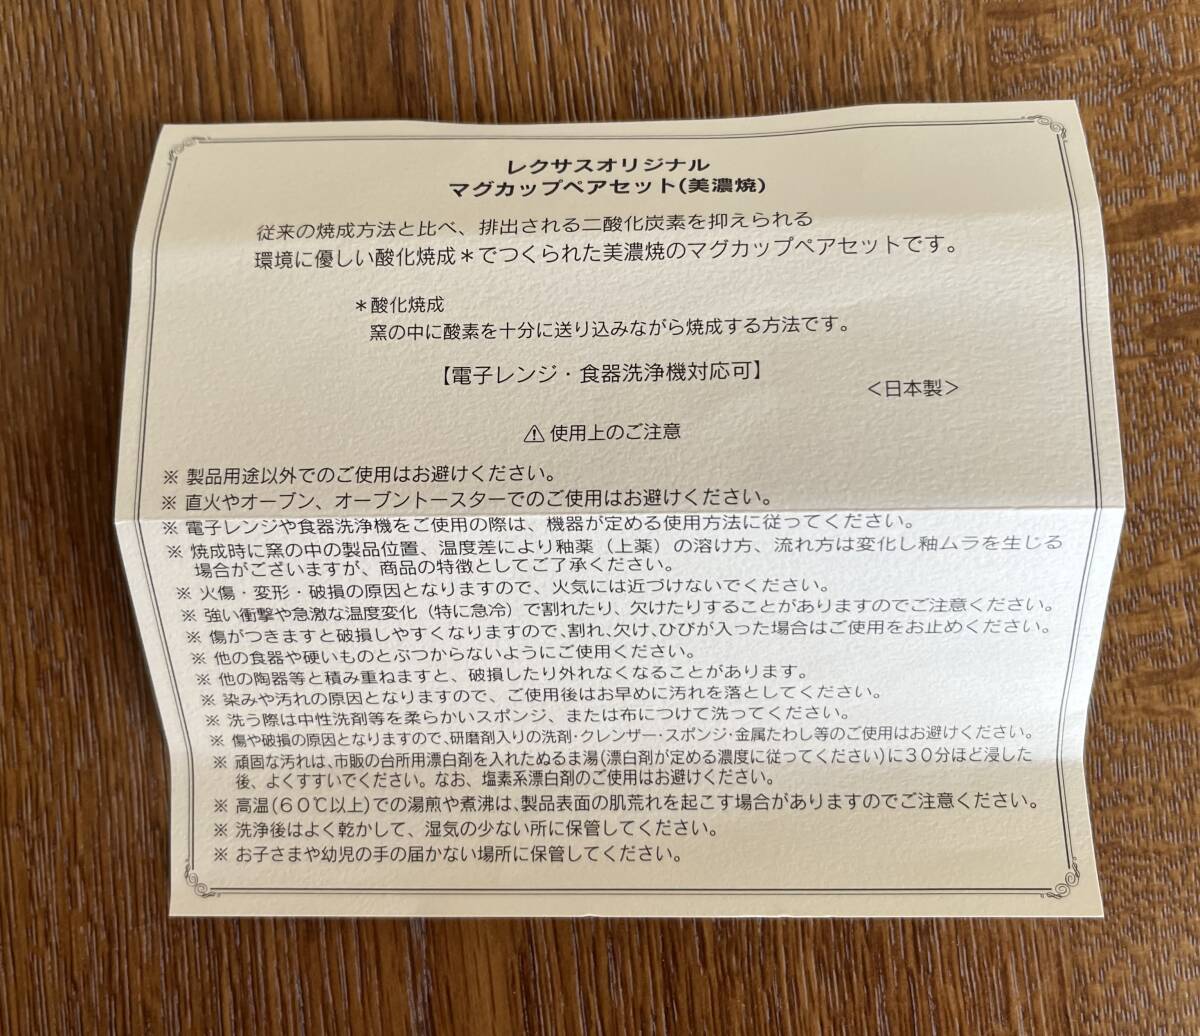 レクサスオリジナル
マグカップペアセット(美濃焼)
従来の焼成方法と比べ、排出される二酸化炭素を抑えられる
環境に優しい酸化焼成＊でつくられた美濃焼のマグカップペアセットです。
＊酸化焼成
窯の中に酸素を十分に送り込みながら焼成する方法です。
【電子レンジ・食器洗浄機対応可】
＜日本製＞
⚠ 使用上のご注意
※ 製品用途以外でのご使用はお避けください。
※ 直火やオーブン、オーブントースターでのご使用はお避けください。
※ 電子レンジや食器洗浄機をご使用の際は、機器が定める使用方法に従ってください。
※ 焼成時に窯の中の製品位置、温度差により釉薬（上薬）の溶け方、流れ方は変化し釉ムラを生じる
場合がございますが、商品の特徴としてご了承ください。
※ 火傷・変形・破損の原因となりますので、火気には近づけないでください。
※ 強い衝撃や急激な温度変化（特に急冷）で割れたり、欠けたりすることがありますのでご注意ください。
※ 傷がつきますと破損しやすくなりますので、割れ、欠け、ひびが入った場合はご使用をお止めください。
※ 他の食器や硬いものとぶつからないようにご使用ください。
※ 他の陶器等と積み重ねますと、破損したり外れなくなることがあります。
※ 染みや汚れの原因となりますので、ご使用後はお早めに汚れを落としてください。
※ 洗う際は中性洗剤等を柔らかいスポンジ、または布につけて洗ってください。
※ 傷や破損の原因となりますので、研磨剤入りの洗剤・クレンザー・スポンジ・金属たわし等のご使用はお避けください。
※ 頑固な汚れは、市販の台所用漂白剤を入れたぬるま湯(漂白剤が定める濃度に従ってください)に30分ほど浸した
後、よくすすいでください。なお、塩素系漂白剤のご使用はお避けください。
※ 高温(60℃以上)での湯煎や煮沸は、製品表面の肌荒れを起こす場合がありますのでご注意ください。
※ 洗浄後はよく乾かして、湿気の少ない所に保管してください。
※ お子さまや幼児の手の届かない場所に保管してください。